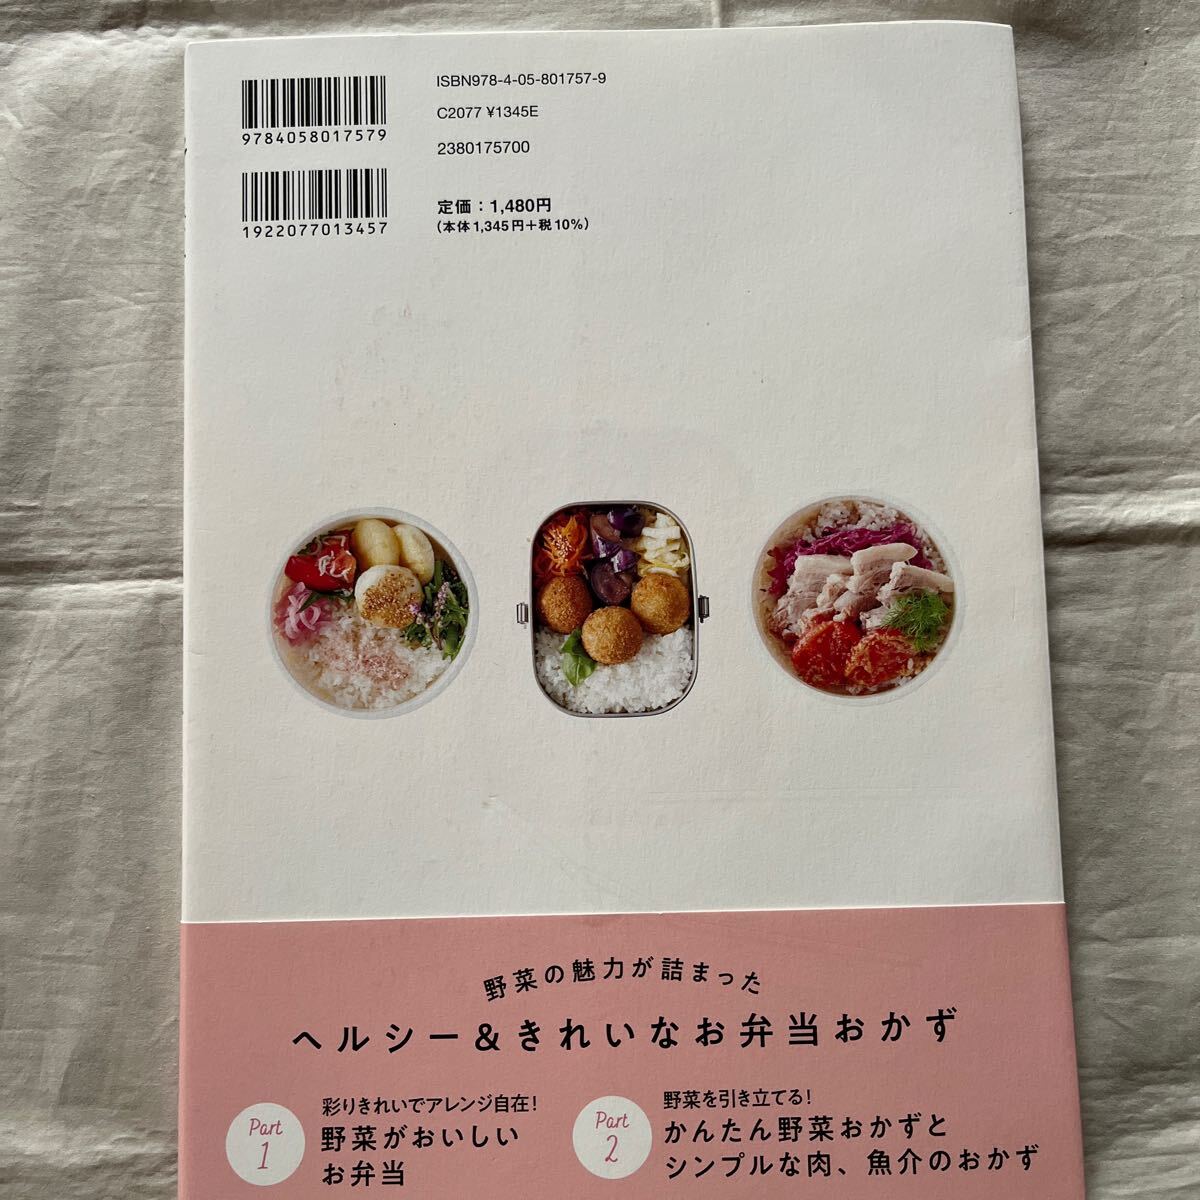 ISBN978-4-05-801757-9
C2077 ¥1345E
2380175700
9784058017579
1922077013457
定価：1,480円
（本体1,345円＋税10%）
野菜の魅力が詰まった
ヘルシー＆きれいなお弁当おかず
Part 1
彩りきれいでアレンジ自在！
野菜がおいしい
お弁当
Part 2
野菜を引き立てる！
かんたん野菜おかずと
シンプルな肉、魚介のおかず